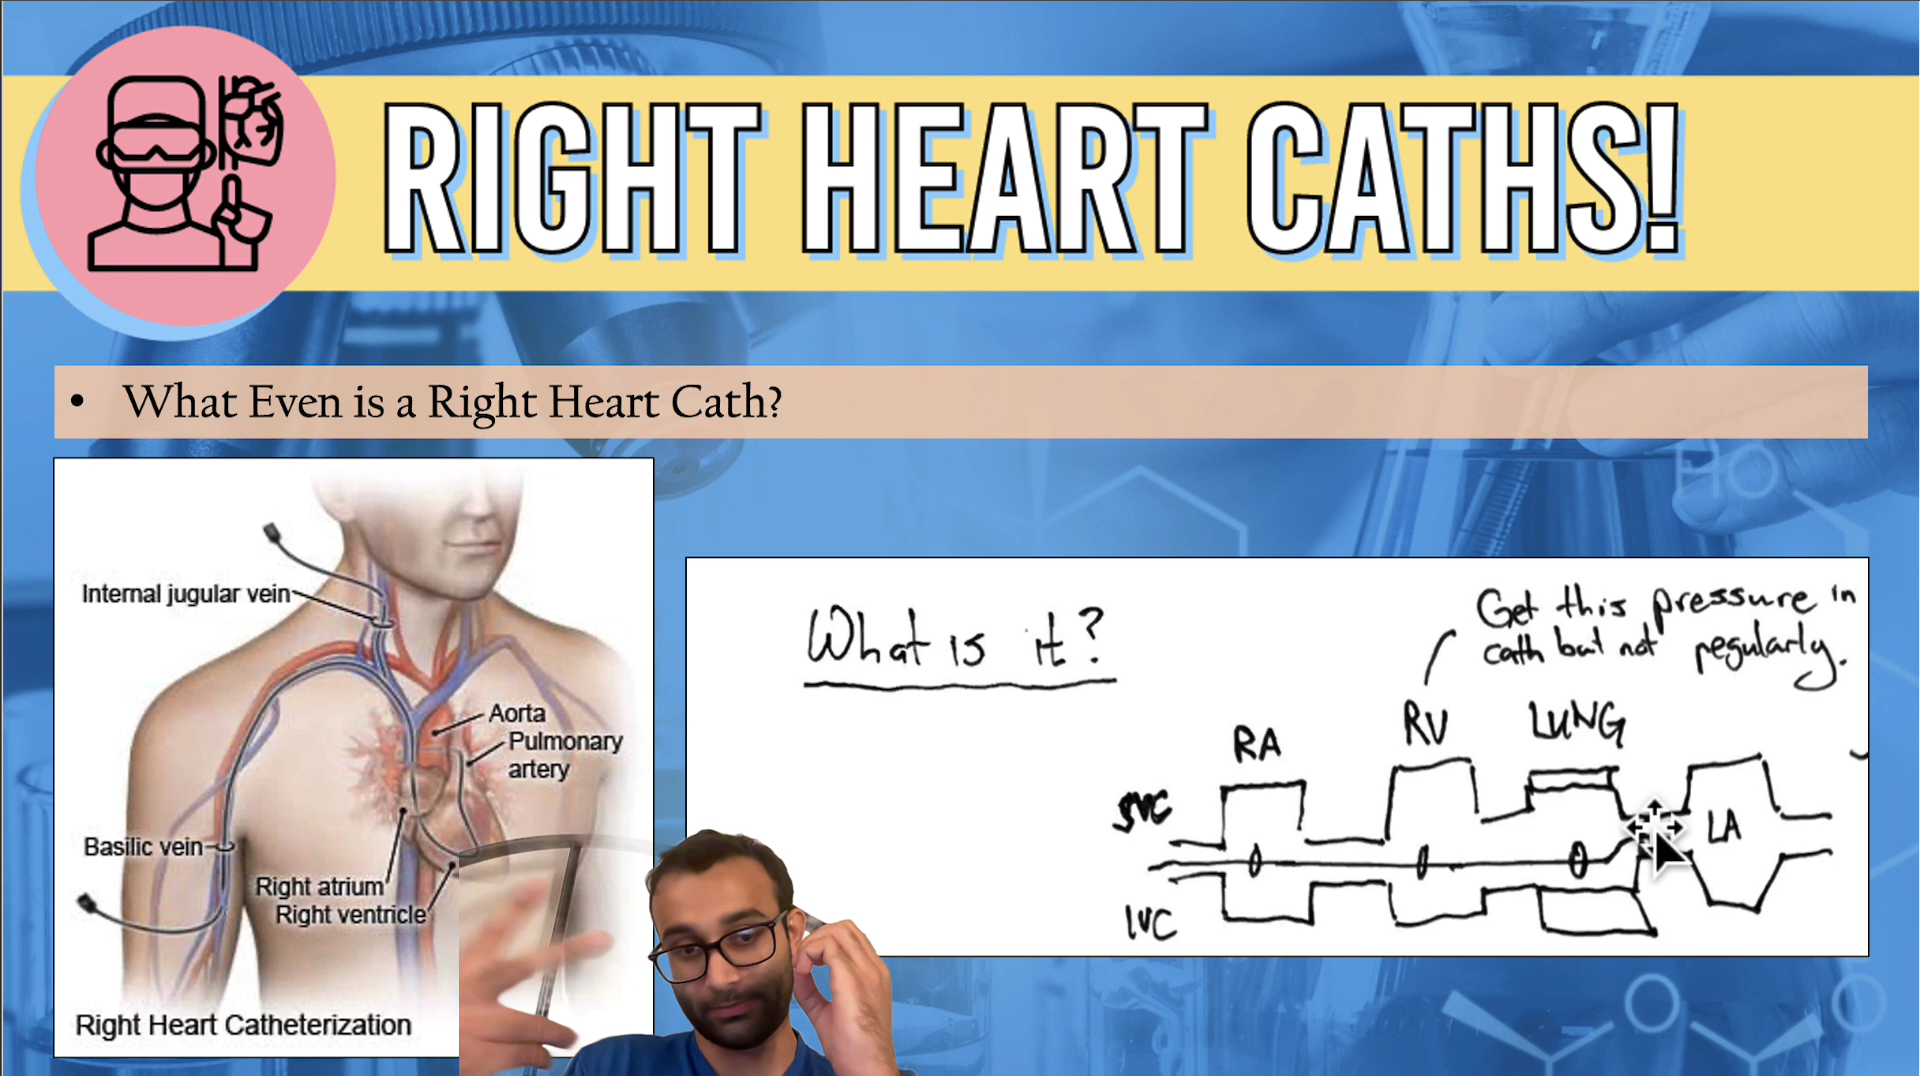 RIGHT HEART CATHS!
• What Even is a Right Heart Cath?
Internal jugular vein
Aorta
Pulmonary
artery
Basilic vein
Right atrium
Right ventricle
Right Heart Catheterization
What is it?
Get this pressure in
cath but not regularly.
RA
RV
LUNG
SVC
LA
IVC
HO
O
O